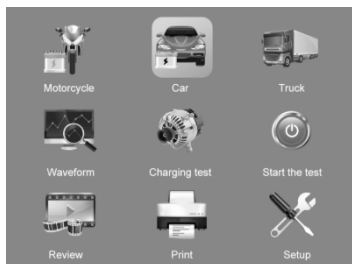 Motorcycle Car Truck
Waveform Charging test Start the test
Review Print Setup